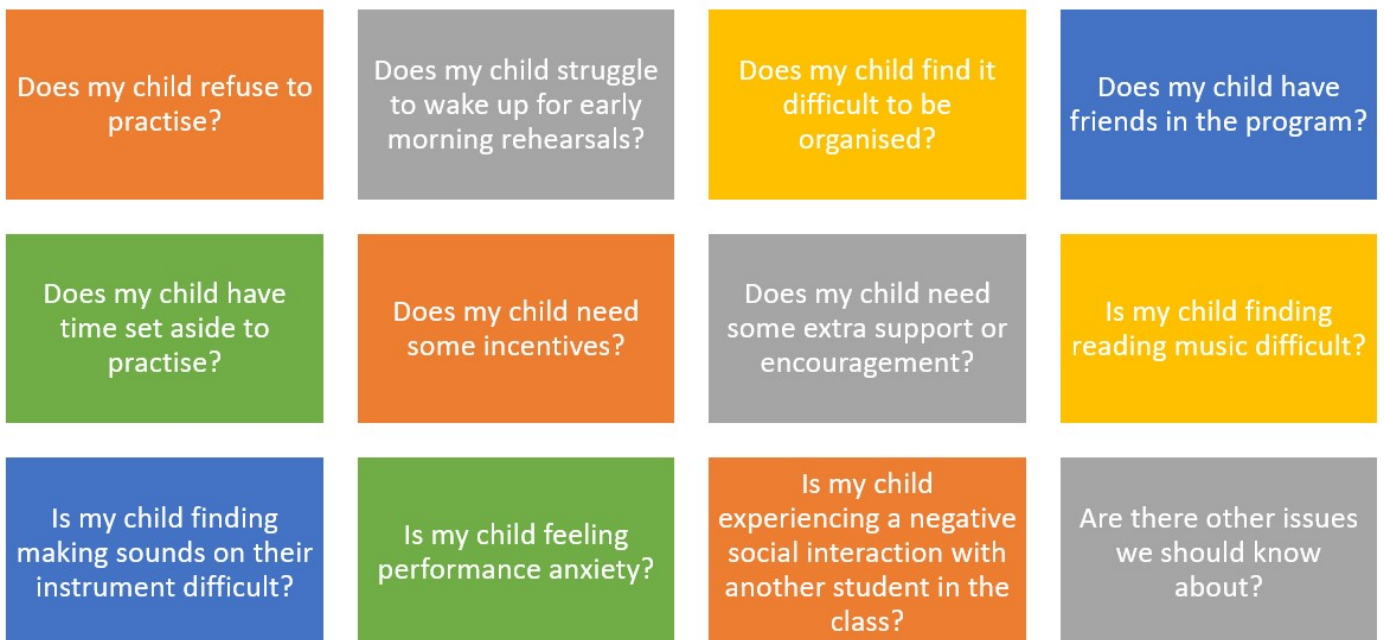 Does my child refuse to
practise?
Does my child struggle
to wake up for early
morning rehearsals?
Does my child find it
difficult to be
organised?
Does my child have
friends in the program?
Does my child have
time set aside to
practise?
Does my child need
some incentives?
Does my child need
some extra support or
encouragement?
Is my child finding
reading music difficult?
Is my child finding
making sounds on their
instrument difficult?
Is my child feeling
performance anxiety?
Is my child
experiencing a negative
social interaction with
another student in the
class?
Are there other issues
we should know
about?